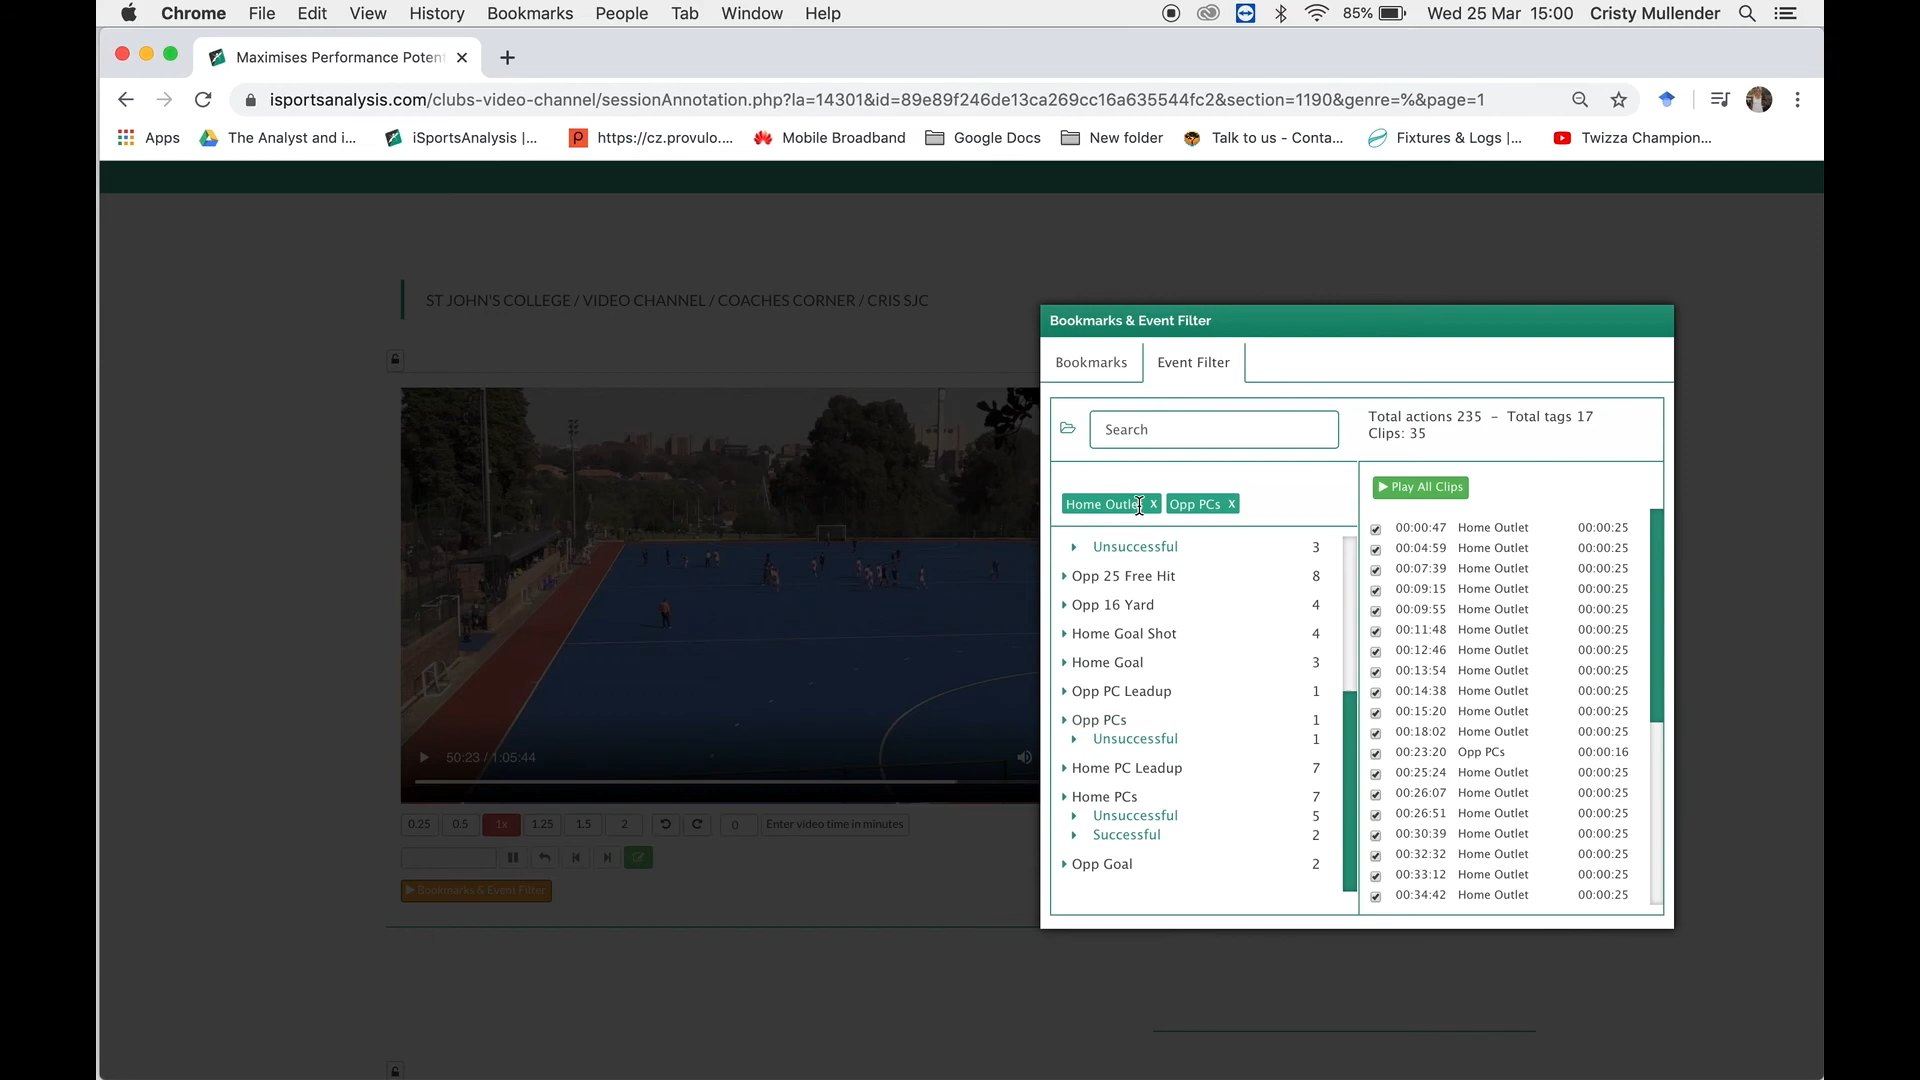 Chrome File Edit View History Bookmarks People Tab Window Help 85% Wed 25 Mar 15:00 Cristy Mullender
Maximises Performance Poten
isportsanalysis.com/clubs-video-channel/sessionAnnotation.php?la=14301&id=89e89f246de13ca269cc16a635544fc2&section=1190&genre=%&page=1
Apps The Analyst and i... iSportsAnalysis |... https://cz.provulo.... Mobile Broadband Google Docs New folder Talk to us - Conta... Fixtures & Logs |... Twizza Champion...
ST JOHN'S COLLEGE / VIDEO CHANNEL / COACHES CORNER / CRIS SJC
50:23 / 1:05:44
0.25 0.5 1x 1.25 1.5 2 0 Enter video time in minutes
Bookmarks & Event Filter
Bookmarks & Event Filter
Bookmarks Event Filter
Search
Total actions 235 - Total tags 17
Clips: 35
Home Outlet x Opp PCs x
Unsuccessful 3
Opp 25 Free Hit 8
Opp 16 Yard 4
Home Goal Shot 4
Home Goal 3
Opp PC Leadup 1
Opp PCs 1
Unsuccessful 1
Home PC Leadup 7
Home PCs 7
Unsuccessful 5
Successful 2
Opp Goal 2
Play All Clips
00:00:47 Home Outlet 00:00:25
00:04:59 Home Outlet 00:00:25
00:07:39 Home Outlet 00:00:25
00:09:15 Home Outlet 00:00:25
00:09:55 Home Outlet 00:00:25
00:11:48 Home Outlet 00:00:25
00:12:46 Home Outlet 00:00:25
00:13:54 Home Outlet 00:00:25
00:14:38 Home Outlet 00:00:25
00:15:20 Home Outlet 00:00:25
00:18:02 Home Outlet 00:00:25
00:23:20 Opp PCs 00:00:16
00:25:24 Home Outlet 00:00:25
00:26:07 Home Outlet 00:00:25
00:26:51 Home Outlet 00:00:25
00:30:39 Home Outlet 00:00:25
00:32:32 Home Outlet 00:00:25
00:33:12 Home Outlet 00:00:25
00:34:42 Home Outlet 00:00:25